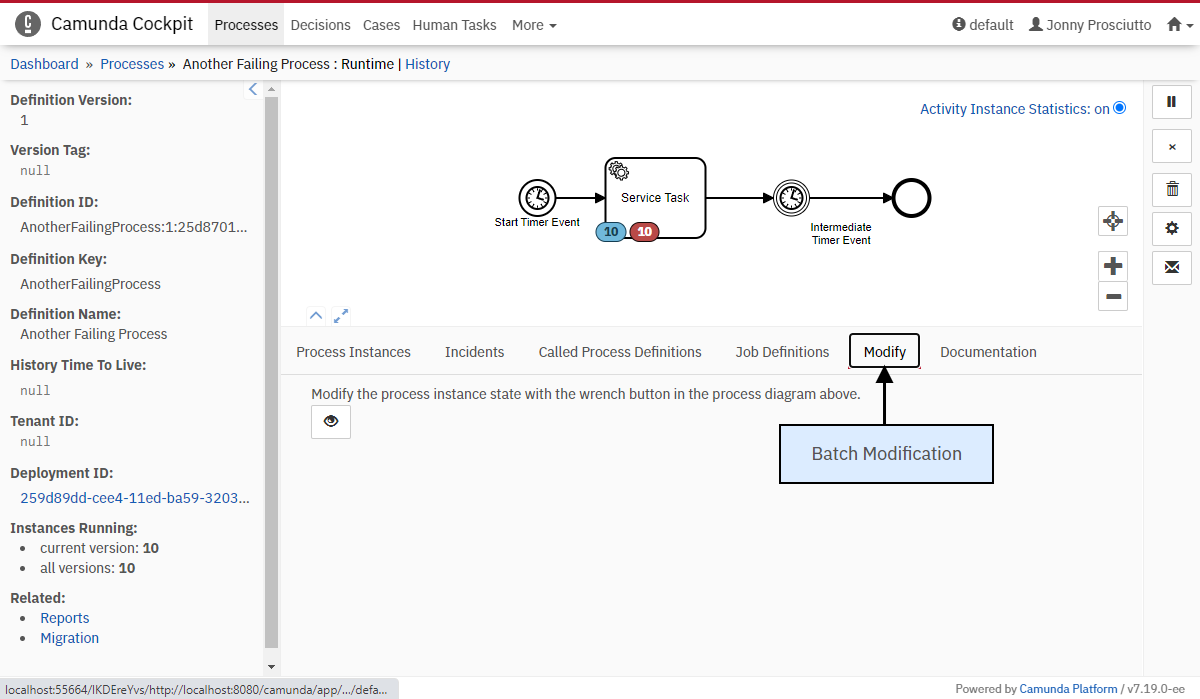 Camunda Cockpit Processes Decisions Cases Human Tasks More default Jonny Prosciutto
Dashboard » Processes » Another Failing Process : Runtime | History
Definition Version:
1
Version Tag:
null
Definition ID:
AnotherFailingProcess:1:25d8701...
Definition Key:
AnotherFailingProcess
Definition Name:
Another Failing Process
History Time To Live:
null
Tenant ID:
null
Deployment ID:
259d89dd-cee4-11ed-ba59-3203...
Instances Running:
current version: 10
all versions: 10
Related:
Reports
Migration
Activity Instance Statistics: on
Start Timer Event
Service Task
10 10
Intermediate
Timer Event
Process Instances Incidents Called Process Definitions Job Definitions Modify Documentation
Modify the process instance state with the wrench button in the process diagram above.
Batch Modification
localhost:55664/lKDEreYvs/http://localhost:8080/camunda/app/.../defa...
Powered by Camunda Platform / v7.19.0-ee